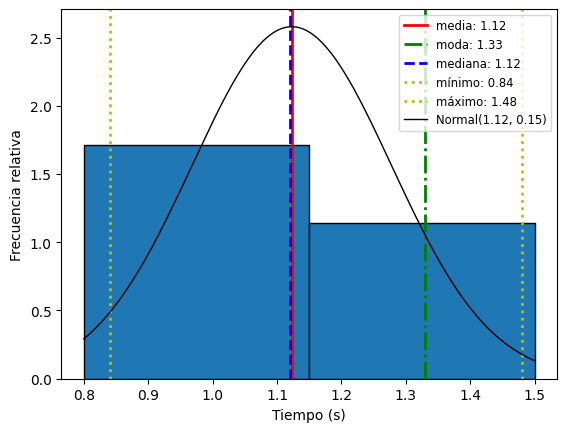 media: 1.12
moda: 1.33
mediana: 1.12
mínimo: 0.84
máximo: 1.48
Normal(1.12, 0.15)
Frecuencia relativa
2.5
2.0
1.5
1.0
0.5
0.0
0.8 0.9 1.0 1.1 1.2 1.3 1.4 1.5
Tiempo (s)